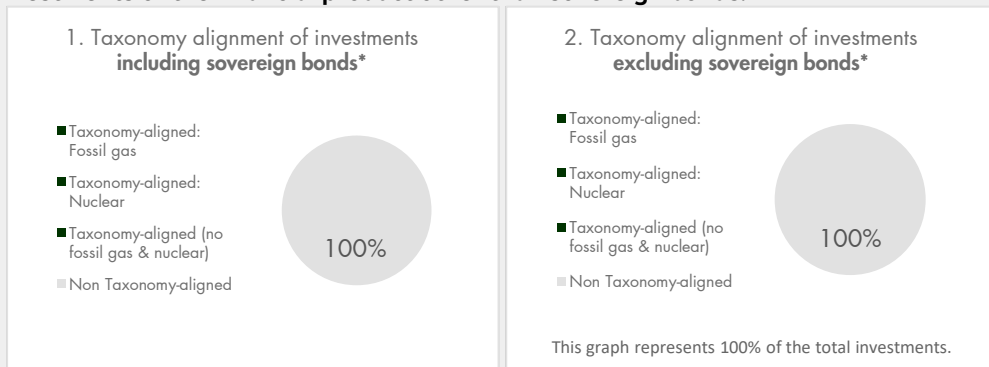 1. Taxonomy alignment of investments
including sovereign bonds*
Taxonomy-aligned:
Fossil gas
Taxonomy-aligned:
Nuclear
Taxonomy-aligned (no
fossil gas & nuclear)
Non Taxonomy-aligned
100%
2. Taxonomy alignment of investments
excluding sovereign bonds*
Taxonomy-aligned:
Fossil gas
Taxonomy-aligned:
Nuclear
Taxonomy-aligned (no
fossil gas & nuclear)
Non Taxonomy-aligned
100%
This graph represents 100% of the total investments.